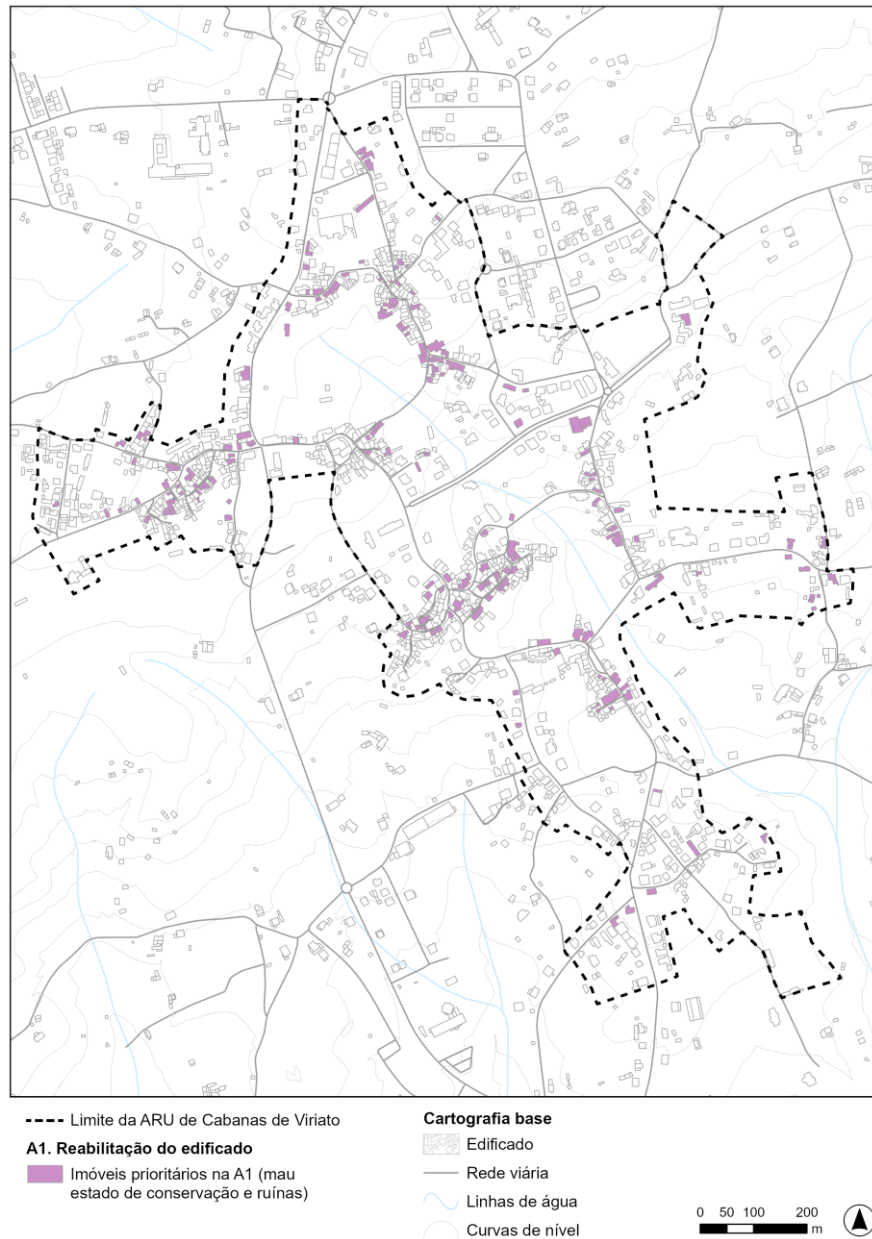 Limite da ARU de Cabanas de Viriato
A1. Reabilitação do edificado
Imóveis prioritários na A1 (mau
estado de conservação e ruínas)
Cartografia base
Edificado
Rede viária
Linhas de água
Curvas de nível
0 50 100 200
m